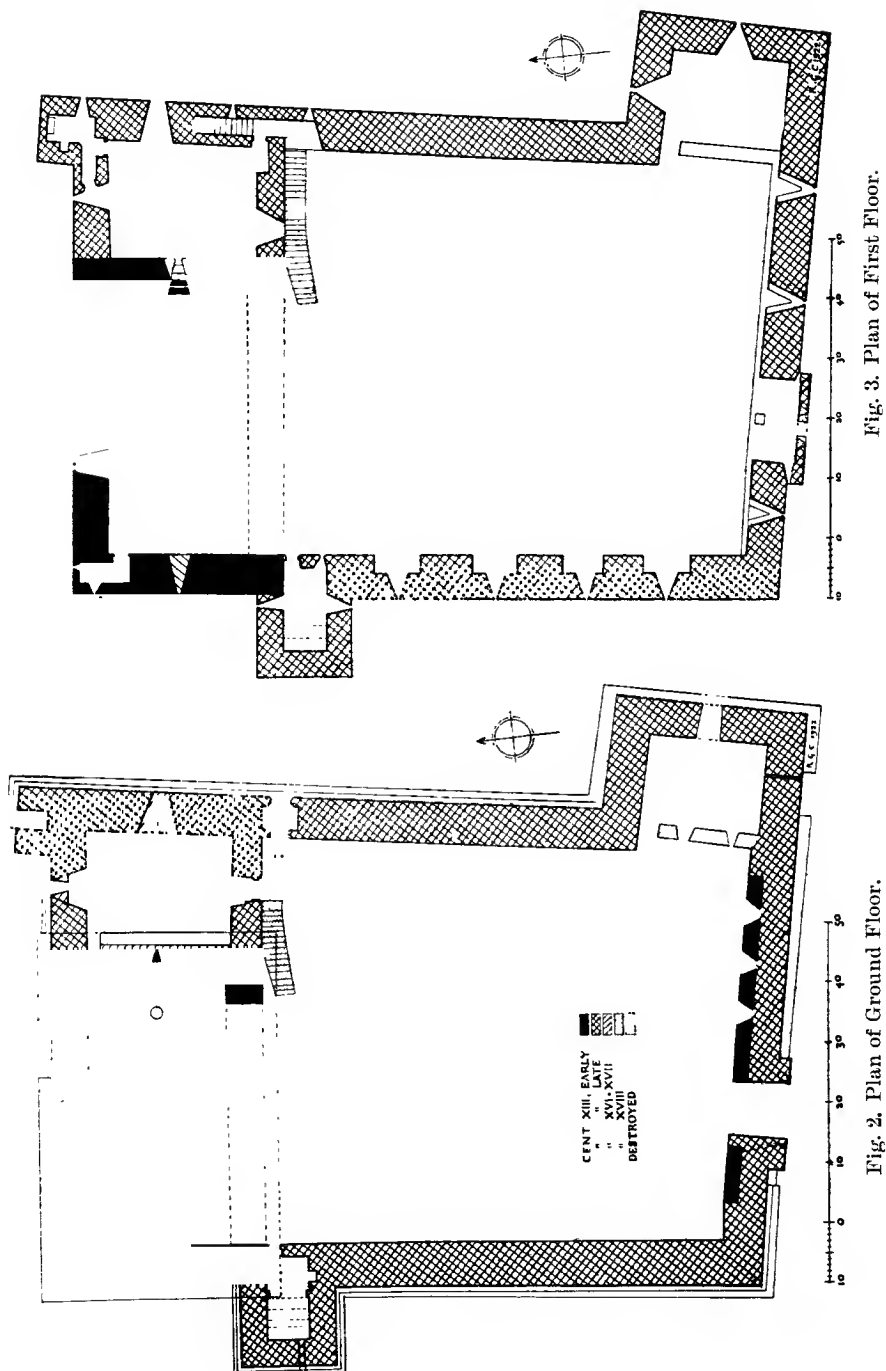 Fig. 3. Plan of First Floor.
10 0 10 20 30 40 50
Fig. 2. Plan of Ground Floor.
10 0 10 20 30 40 50
CENT XIII, EARLY
" " LATE
" XVI-XVII
" XVIII
DESTROYED
R G C 1922